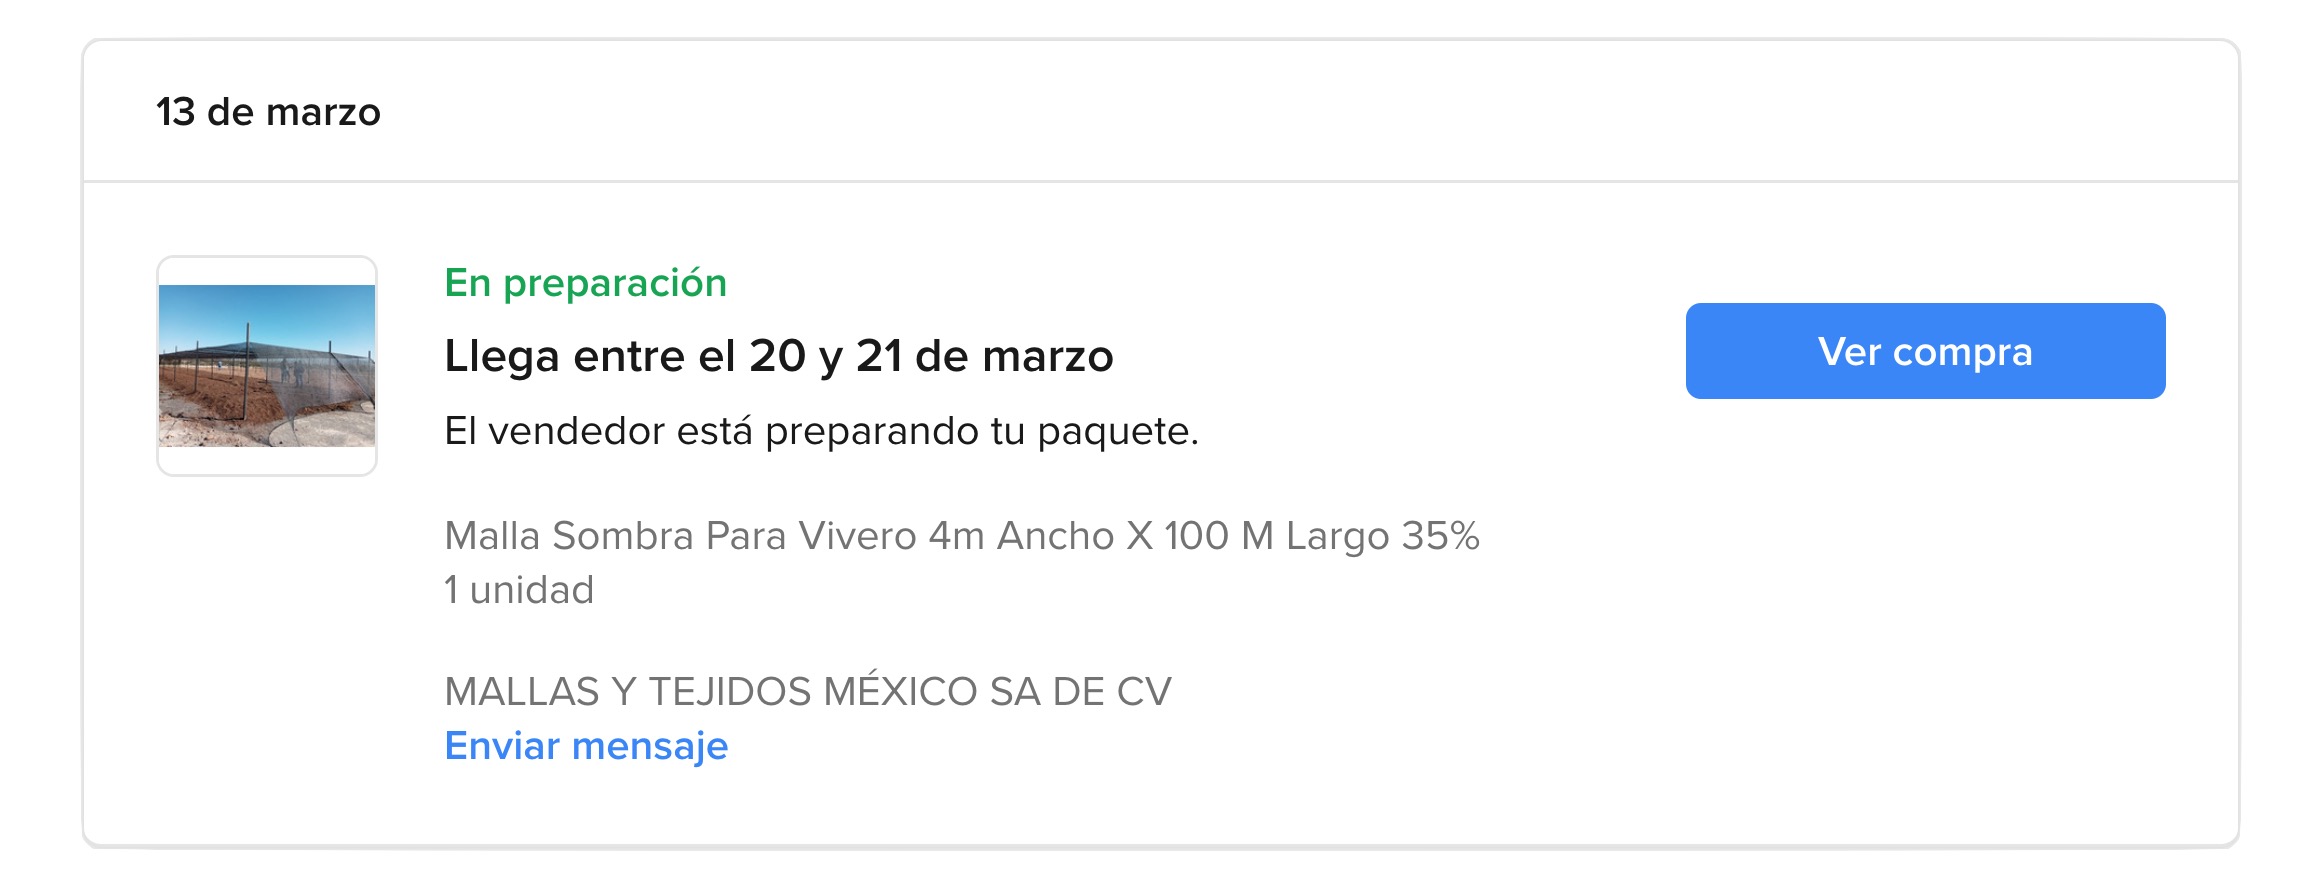 13 de marzo
En preparación
Llega entre el 20 y 21 de marzo
El vendedor está preparando tu paquete.
Ver compra
Malla Sombra Para Vivero 4m Ancho X 100 M Largo 35%
1 unidad
MALLAS Y TEJIDOS MÉXICO SA DE CV
Enviar mensaje